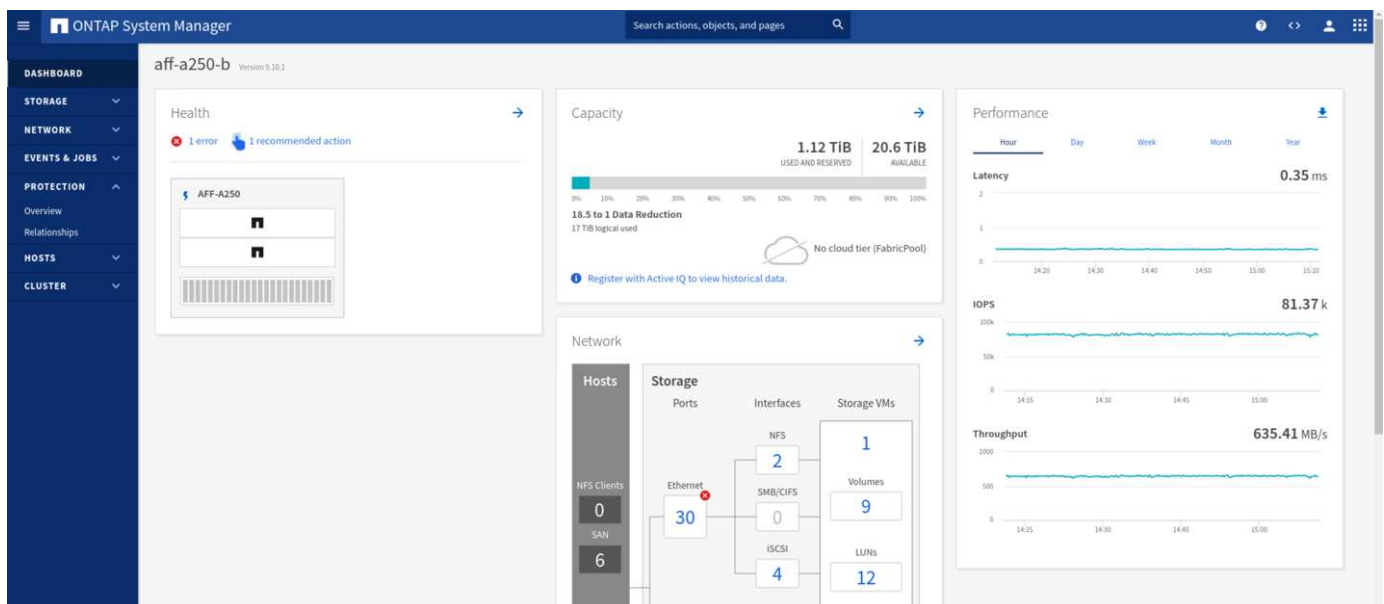 ONTAP System Manager
Search actions, objects, and pages
DASHBOARD
STORAGE
NETWORK
EVENTS & JOBS
PROTECTION
Overview
Relationships
HOSTS
CLUSTER
aff-a250-b Version 9.10.1
Health
1 error 1 recommended action
AFF-A250
Capacity
1.12 TiB 20.6 TiB
USED AND RESERVED AVAILABLE
0% 10% 20% 30% 40% 50% 60% 70% 80% 90% 100%
18.5 to 1 Data Reduction
17 TiB logical used
No cloud tier (FabricPool)
Register with Active IQ to view historical data.
Network
Hosts Storage
Ports Interfaces Storage VMs
NFS
2
1
NFS Clients
0
Ethernet
30
SMB/CIFS
0
Volumes
9
SAN
6
iSCSI
4
LUNs
12
Performance
Hour Day Week Month Year
Latency 0.35 ms
2
1
0
14:20 14:30 14:40 14:50 15:00 15:10
IOPS 81.37 k
100k
50k
0
14:15 14:30 14:45 15:00
Throughput 635.41 MB/s
1000
500
0
14:15 14:30 14:45 15:00